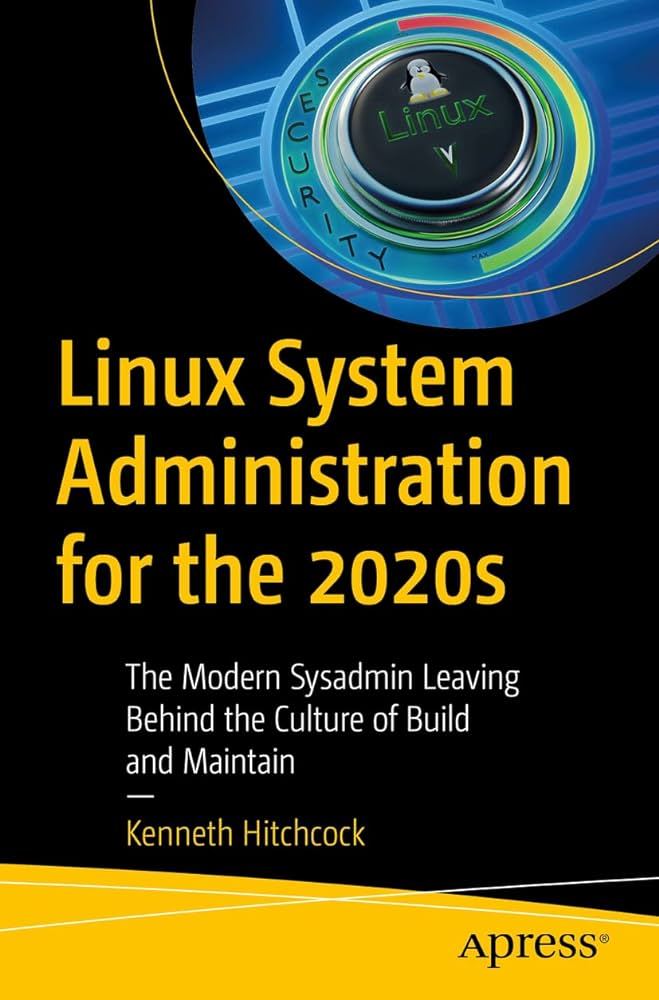 SECURITY
Linux
MAX
Linux System
Administration
for the 2020s
The Modern Sysadmin Leaving
Behind the Culture of Build
and Maintain
—
Kenneth Hitchcock
Apress®